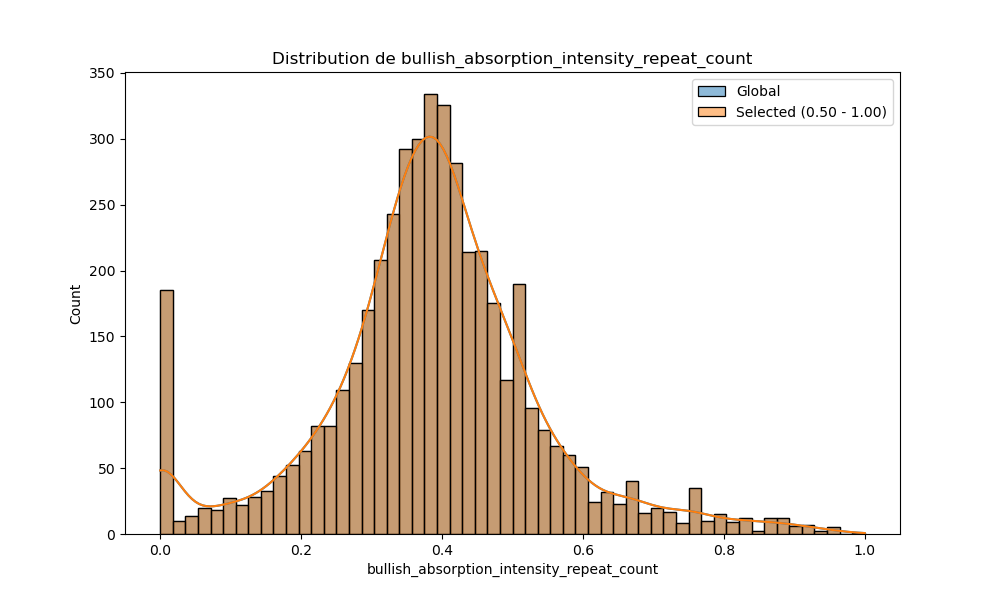 Distribution de bullish_absorption_intensity_repeat_count
Global
Selected (0.50 - 1.00)
350
300
250
200
150
100
50
0
Count
0.0 0.2 0.4 0.6 0.8 1.0
bullish_absorption_intensity_repeat_count